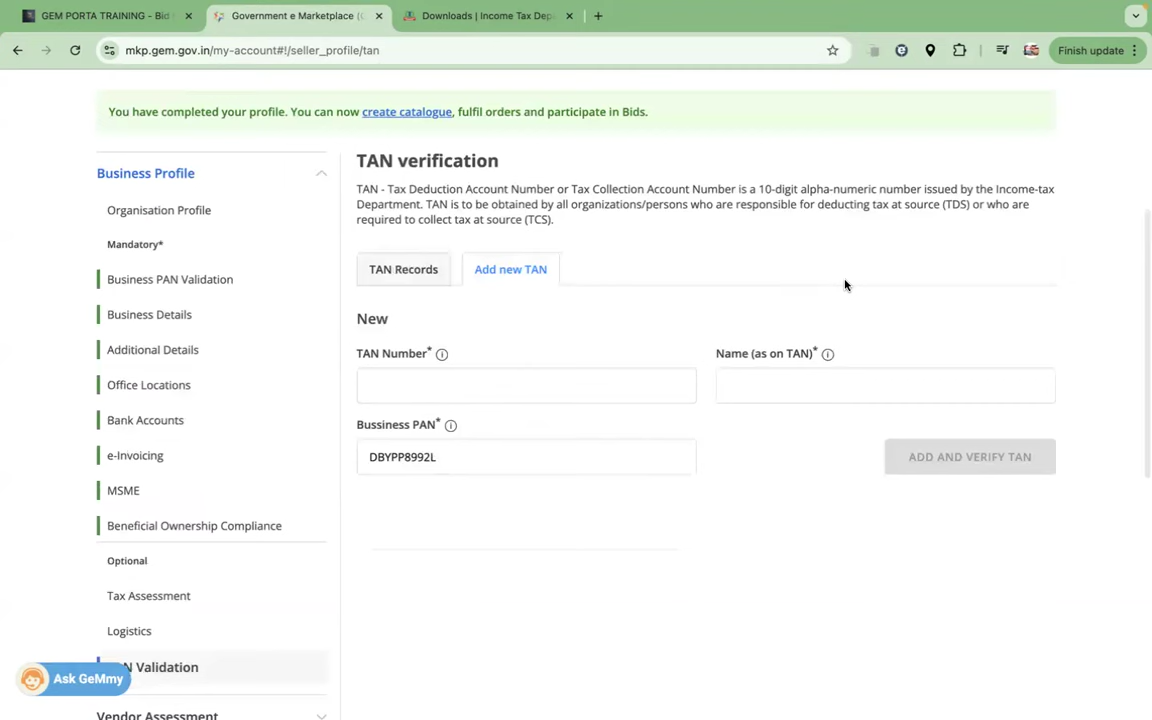 GEM PORTA TRAINING - Bid
Government e Marketplace (
Downloads | Income Tax Dep
mkp.gem.gov.in/my-account#!/seller_profile/tan
Finish update
You have completed your profile. You can now create catalogue, fulfil orders and participate in Bids.
Business Profile
Organisation Profile
Mandatory*
Business PAN Validation
Business Details
Additional Details
Office Locations
Bank Accounts
e-Invoicing
MSME
Beneficial Ownership Compliance
Optional
Tax Assessment
Logistics
N Validation
Ask GeMmy
Vendor Assessment
TAN verification
TAN - Tax Deduction Account Number or Tax Collection Account Number is a 10-digit alpha-numeric number issued by the Income-tax
Department. TAN is to be obtained by all organizations/persons who are responsible for deducting tax at source (TDS) or who are
required to collect tax at source (TCS).
TAN Records
Add new TAN
New
TAN Number*
Name (as on TAN)*
Bussiness PAN*
DBYPP8992L
ADD AND VERIFY TAN